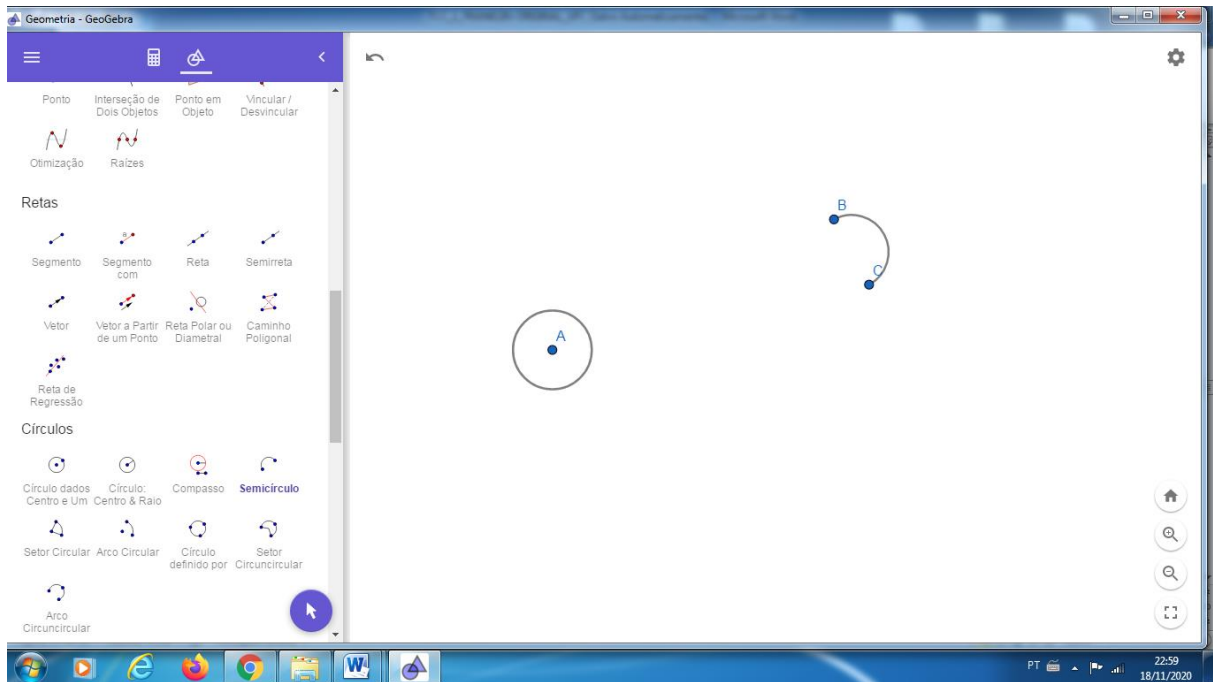 Geometria - GeoGebra
Ponto
Interseção de
Dois Objetos
Ponto em
Objeto
Vincular /
Desvincular
Otimização
Raízes
Retas
Segmento
Segmento
com
Reta
Semirreta
Vetor
Vetor a Partir
de um Ponto
Reta Polar ou
Diametral
Caminho
Poligonal
Reta de
Regressão
Círculos
Círculo dados
Centro e Um
Círculo:
Centro & Raio
Compasso
Semicírculo
Setor Circular
Arco Circular
Círculo
definido por
Setor
Circuncircular
Arco
Circuncircular
B
C
A
PT
22:59
18/11/2020